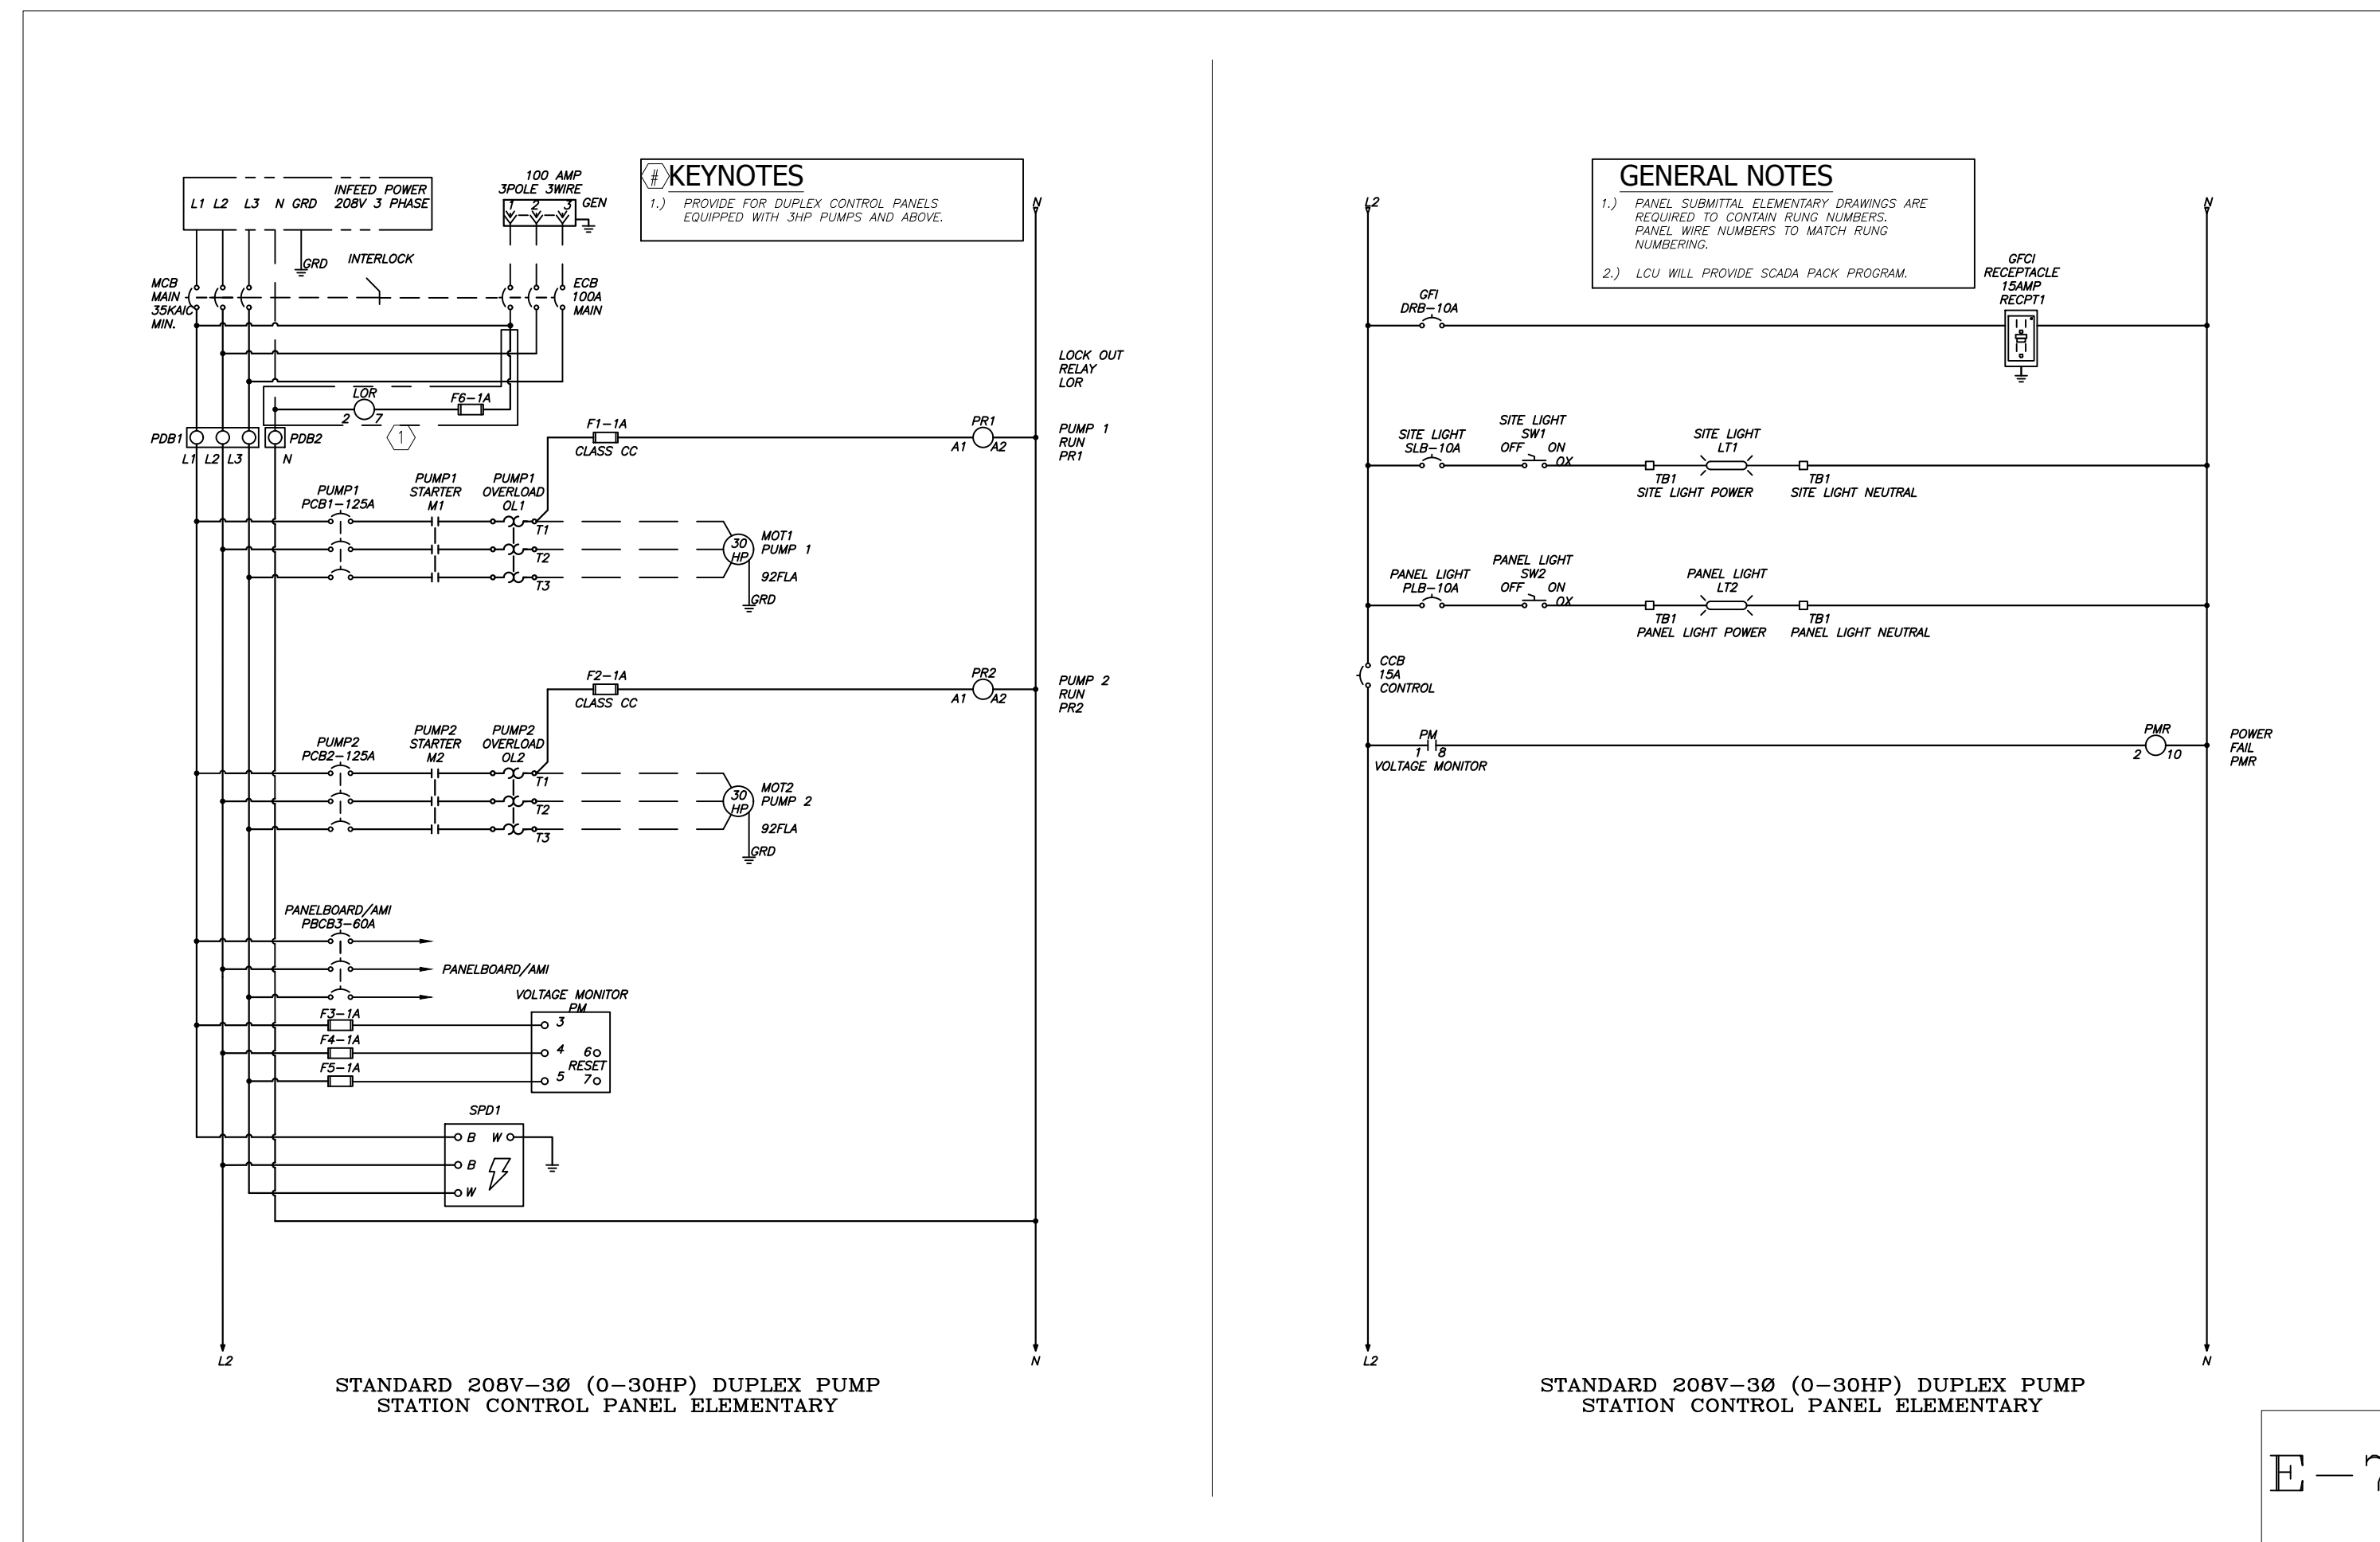 L1 L2 L3 N GRD
INFEED POWER
208V 3 PHASE
100 AMP
3POLE 3WIRE
1 2 3
GEN
# KEYNOTES
1.) PROVIDE FOR DUPLEX CONTROL PANELS
EQUIPPED WITH 3HP PUMPS AND ABOVE.
N
GRD
INTERLOCK
MCB
MAIN
35KAIC
MIN.
ECB
100A
MAIN
LOCK OUT
RELAY
LOR
LOR
2 7
F6-1A
1
PDB1
PDB2
L1 L2 L3 N
F1-1A
CLASS CC
PR1
A1 A2
PUMP 1
RUN
PR1
PUMP1
PCB1-125A
PUMP1
STARTER
M1
PUMP1
OVERLOAD
OL1
T1
T2
T3
30
HP
MOT1
PUMP 1
92FLA
GRD
F2-1A
CLASS CC
PR2
A1 A2
PUMP 2
RUN
PR2
PUMP2
PCB2-125A
PUMP2
STARTER
M2
PUMP2
OVERLOAD
OL2
T1
T2
T3
30
HP
MOT2
PUMP 2
92FLA
GRD
PANELBOARD/AMI
PBCB3-60A
PANELBOARD/AMI
VOLTAGE MONITOR
PM
F3-1A
F4-1A
F5-1A
3
4 6
RESET
5 7
SPD1
B W
B
W
L2
N
STANDARD 208V-3Ø (0-30HP) DUPLEX PUMP
STATION CONTROL PANEL ELEMENTARY
L2
GENERAL NOTES
1.) PANEL SUBMITTAL ELEMENTARY DRAWINGS ARE
REQUIRED TO CONTAIN RUNG NUMBERS.
PANEL WIRE NUMBERS TO MATCH RUNG
NUMBERING.
2.) LCU WILL PROVIDE SCADA PACK PROGRAM.
N
GFI
DRB-10A
GFCI
RECEPTACLE
15AMP
RECPT1
SITE LIGHT
SLB-10A
SITE LIGHT
SW1
OFF ON
OX
SITE LIGHT
LT1
TB1
SITE LIGHT POWER
TB1
SITE LIGHT NEUTRAL
PANEL LIGHT
PLB-10A
PANEL LIGHT
SW2
OFF ON
OX
PANEL LIGHT
LT2
TB1
PANEL LIGHT POWER
TB1
PANEL LIGHT NEUTRAL
CCB
15A
CONTROL
PM
1 8
VOLTAGE MONITOR
PMR
2 10
POWER
FAIL
PMR
L2
N
STANDARD 208V-3Ø (0-30HP) DUPLEX PUMP
STATION CONTROL PANEL ELEMENTARY
E-7